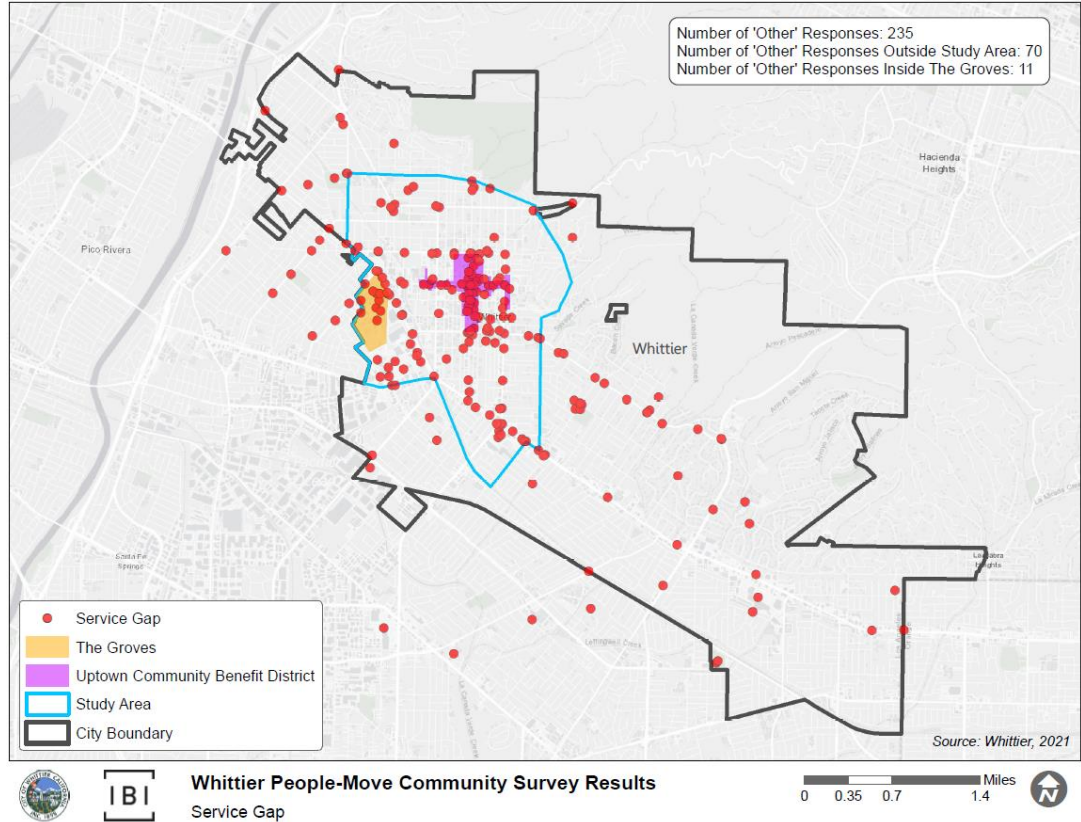 Number of 'Other' Responses: 235
Number of 'Other' Responses Outside Study Area: 70
Number of 'Other' Responses Inside The Groves: 11
Hacienda
Heights
Pico Rivera
Whittier
Whittier
Santa Fe
Springs
La Habra
Heights
Service Gap
The Groves
Uptown Community Benefit District
Study Area
City Boundary
Source: Whittier, 2021
IBI
Whittier People-Move Community Survey Results
Service Gap
Miles
0 0.35 0.7 1.4
N